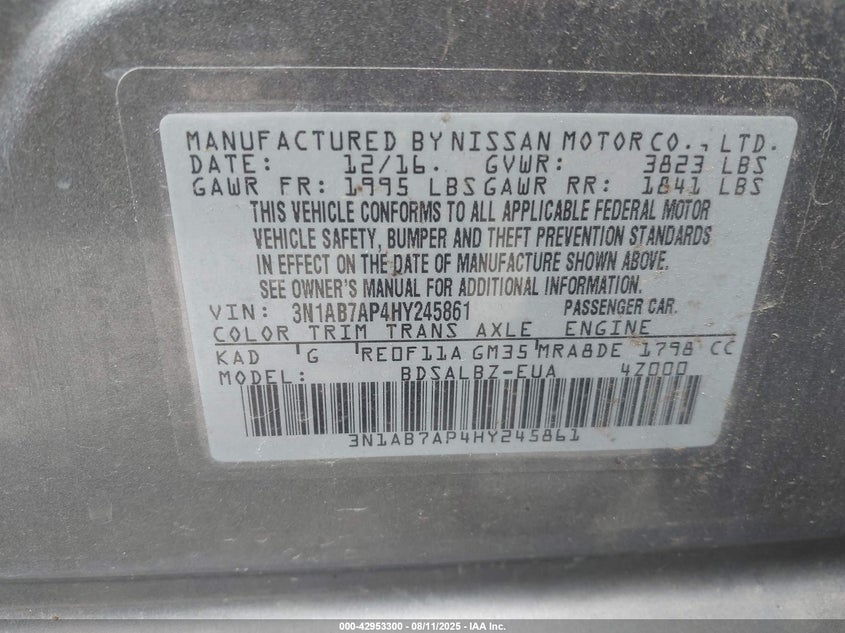 MANUFACTURED BY NISSAN MOTOR CO., LTD.
DATE: 12/16. GVWR: 3823 LBS
GAWR FR: 1995 LBS GAWR RR: 1841 LBS
THIS VEHICLE CONFORMS TO ALL APPLICABLE FEDERAL MOTOR
VEHICLE SAFETY, BUMPER AND THEFT PREVENTION STANDARDS
IN EFFECT ON THE DATE OF MANUFACTURE SHOWN ABOVE.
SEE OWNER'S MANUAL FOR ADDITIONAL INFORMATION.
VIN: 3N1AB7AP4HY245861 PASSENGER CAR.
COLOR TRIM TRANS AXLE ENGINE
KAD G RE0F11A GM35 MRA8DE 1798 CC
MODEL: BDSALBZ-EUA 4Z000
3N1AB7AP4HY245861
000-42953300 - 08/11/2025 - IAA Inc.